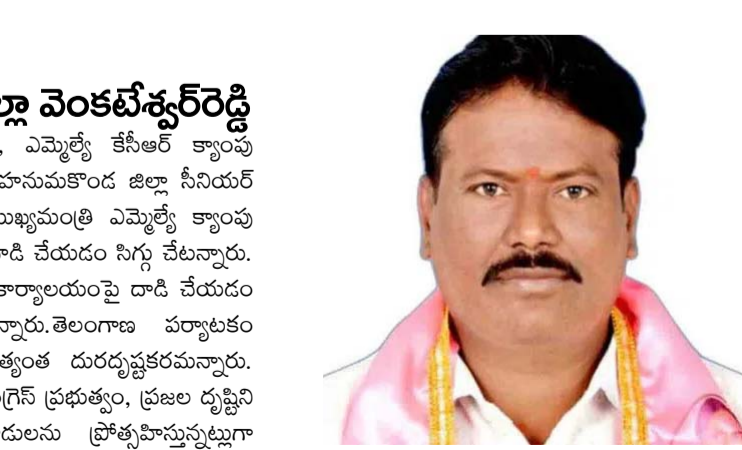 ల్లా వెంకటేశ్వర్‌రెడ్డి
, ఎమ్మెల్యే కేసీఆర్ క్యాంపు
హనుమకొండ జిల్లా సీనియర్
ముఖ్యమంత్రి ఎమ్మెల్యే క్యాంపు
దాడి చేయడం సిగ్గు చేటన్నారు.
కార్యాలయంపై దాడి చేయడం
న్నారు.తెలంగాణ పర్యాటకం
త్యంత దురదృష్టకరమన్నారు.
గ్రెస్ ప్రభుత్వం, ప్రజల దృష్టిని
డులను ప్రోత్సహిస్తున్నట్లుగా